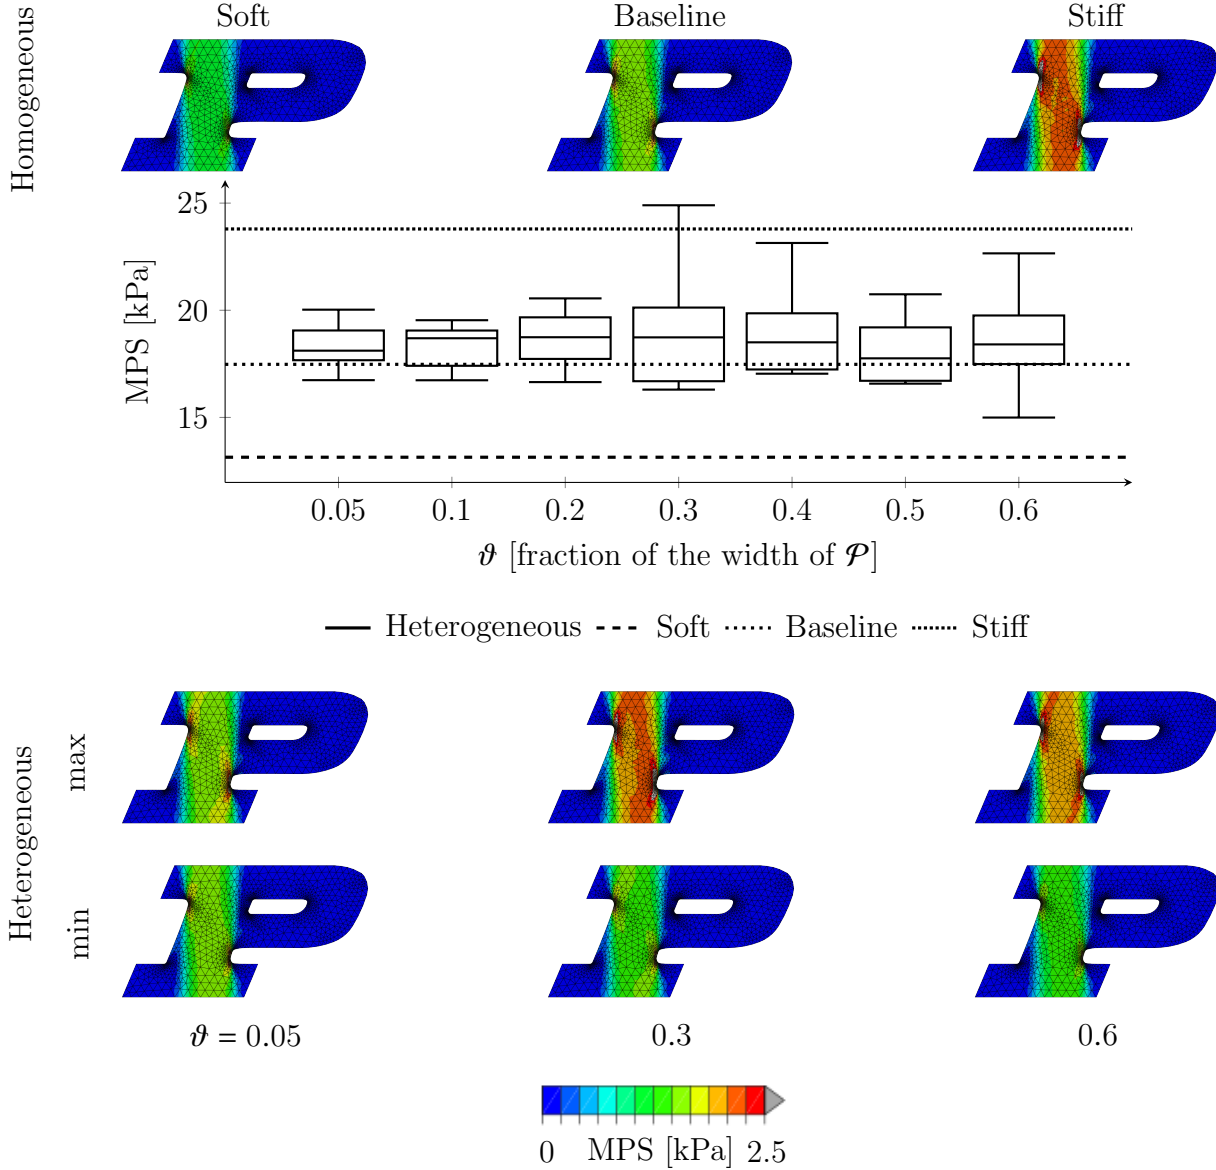 Soft Baseline Stiff
Homogeneous
25
20
15
MPS [kPa]
0.05 0.1 0.2 0.3 0.4 0.5 0.6
ϑ [fraction of the width of 𝓟]
Heterogeneous Soft Baseline Stiff
Heterogeneous
max
min
ϑ = 0.05 0.3 0.6
0 MPS [kPa] 2.5